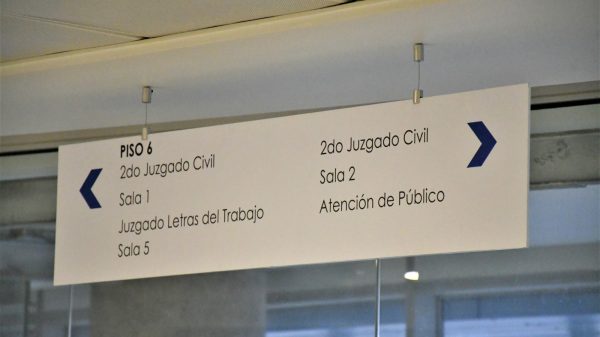 PISO 6
2do Juzgado Civil
Sala 1
Juzgado Letras del Trabajo
Sala 5
2do Juzgado Civil
Sala 2
Atención de Público